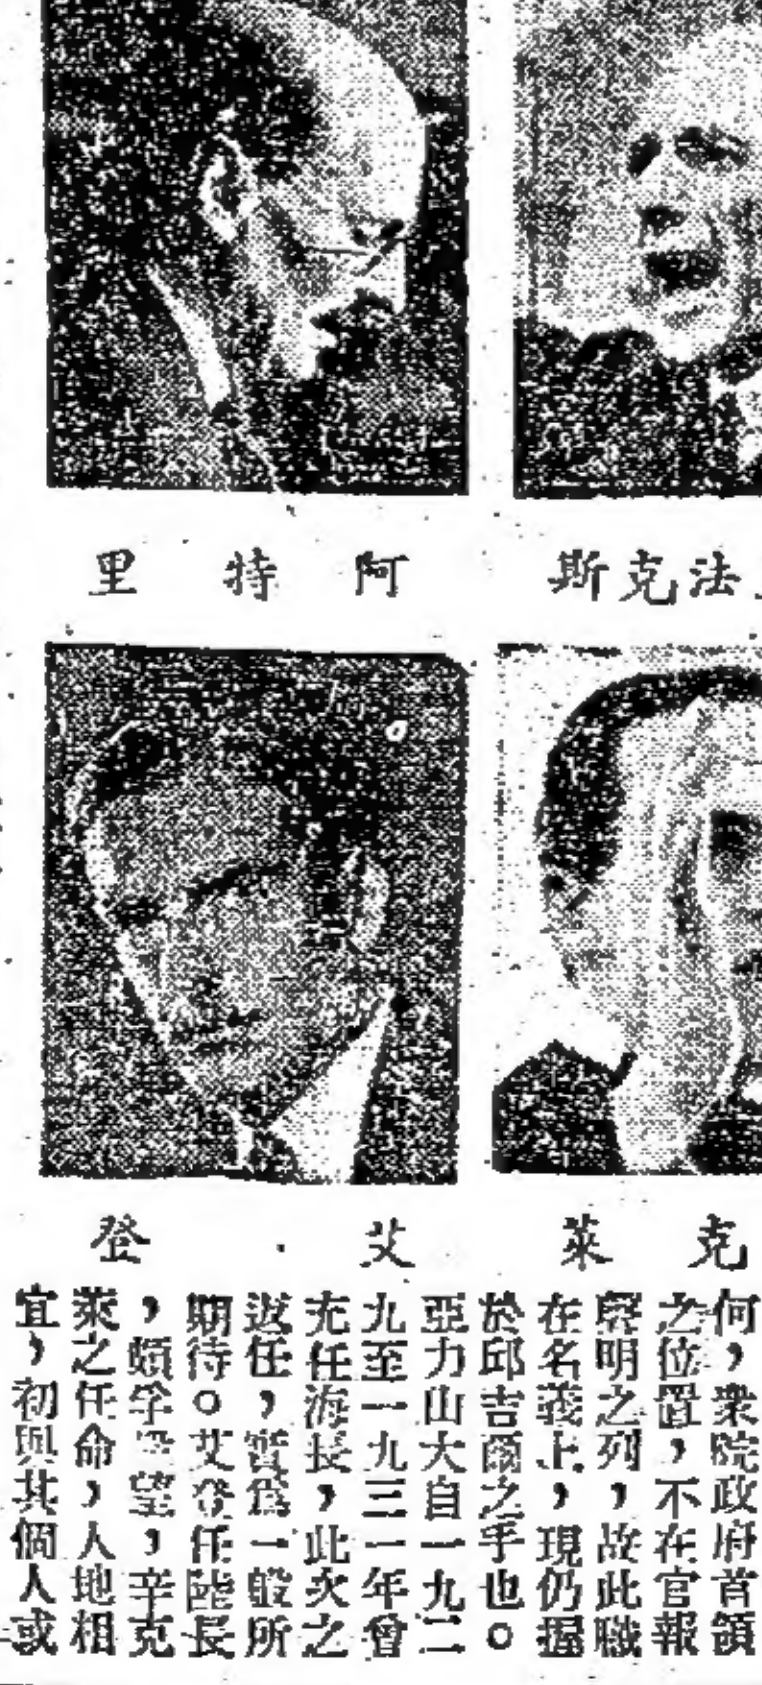 阿特里
法克斯
艾登
克萊
何，衆院政府首領
之位置，不在官報
聲明之列，故此職
在名義上，現仍握
於邱吉爾之手也。
亞力山大自一九二
九至一九三一年曾
充任海長，此次之
返任，實爲一般所
期待。艾登任陸長
，頗孚望，辛克
萊之任命，人地相
宜，初與其個人或